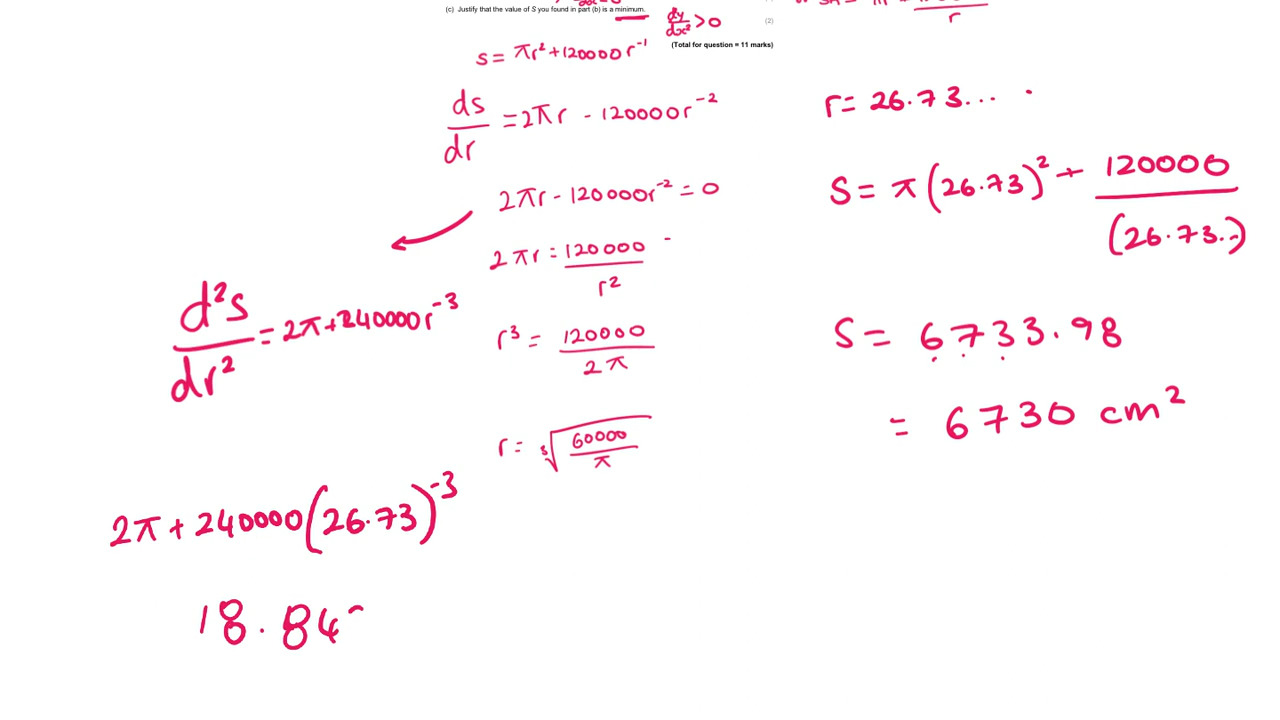 (c) Justify that the value of S you found in part (b) is a minimum.
dy/dx² > 0
(2)
(Total for question = 11 marks)
r
s = πr² + 120000r⁻¹
ds/dr = 2πr - 120000r⁻²
2πr - 120000r⁻² = 0
2πr = 120000/r²
r³ = 120000/2π
r = ∛(60000/π)
d²s/dr² = 2π + 240000r⁻³
2π + 240000(26.73)⁻³
18.84
r = 26.73... .
S = π(26.73)² + 120000/(26.73..)
S = 6733.98
= 6730 cm²